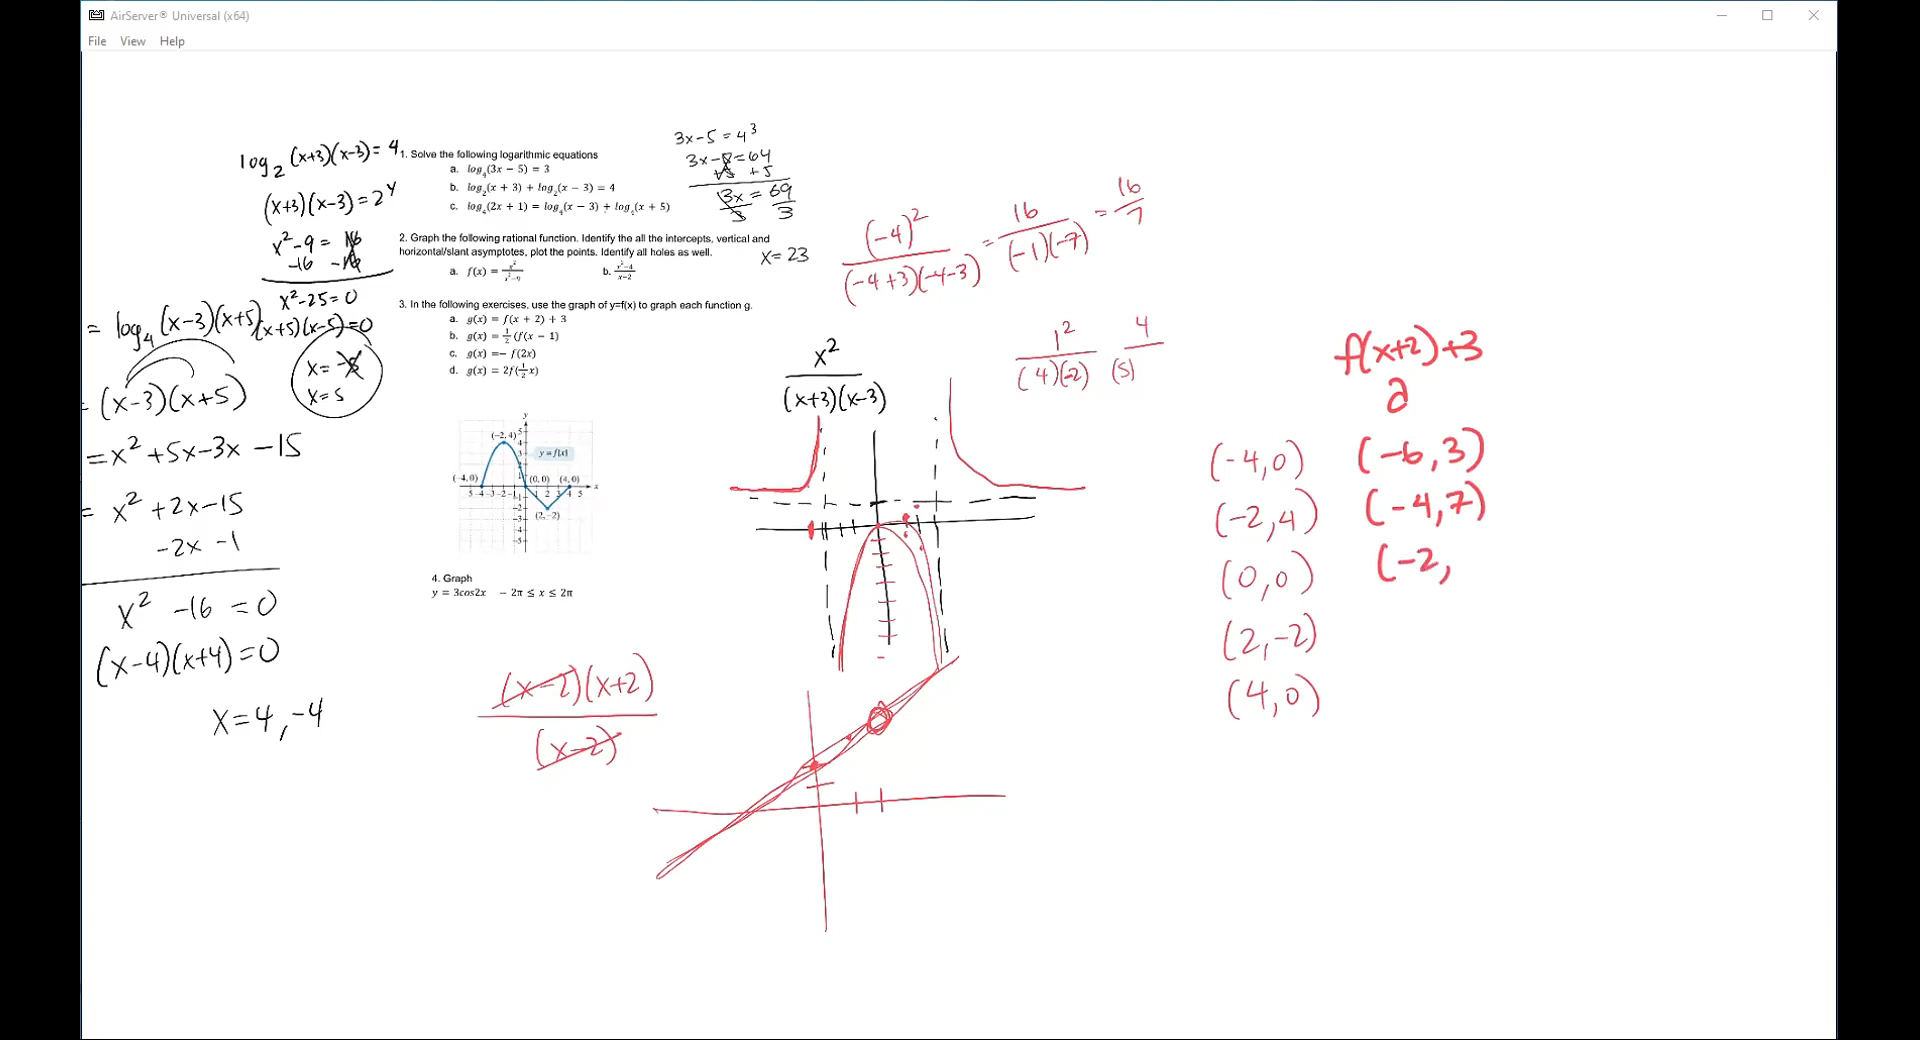 AirServer® Universal (x64)
File View Help
log₂(x+3)(x-3)=4
(x+3)(x-3)=2⁴
x²-9= 16
-16 -16
x²-25=0
(x+5)(x-5)=0
x=-5
x=5
= log₄(x-3)(x+5)
= (x-3)(x+5)
=x²+5x-3x-15
= x²+2x-15
-2x -1
x² -16 =0
(x-4)(x+4)=0
x=4,-4
1. Solve the following logarithmic equations
a. log₄(3x − 5) = 3
b. log₂(x + 3) + log₂(x − 3) = 4
c. log₄(2x + 1) = log₄(x − 3) + log₄(x + 5)
2. Graph the following rational function. Identify the all the intercepts, vertical and
horizontal/slant asymptotes, plot the points. Identify all holes as well.
a. f(x) = x²/(x²−9) b. (x²−4)/(x−2)
3. In the following exercises, use the graph of y=f(x) to graph each function g.
a. g(x) = f(x + 2) + 3
b. g(x) = ½(f(x − 1)
c. g(x) =− f(2x)
d. g(x) = 2f(½x)
y
(−2, 4)
y = f(x)
(−4, 0) (0, 0) (4, 0)
x
(2, −2)
4. Graph
y = 3cos2x − 2π ≤ x ≤ 2π
3x-5=4³
3x-5=64
+5 +5
3x = 69
3 3
x=23
(-4)²/(-4+3)(-4-3) = 16/(-1)(-7) = 16/7
x²/(x+3)(x-3)
1²/(4)(-2) 4/(5)
(x-2)(x+2)
(x-2)
f(x+2)+3
2
(-4,0) (-6,3)
(-2,4) (-4,7)
(0,0) (-2,
(2,-2)
(4,0)